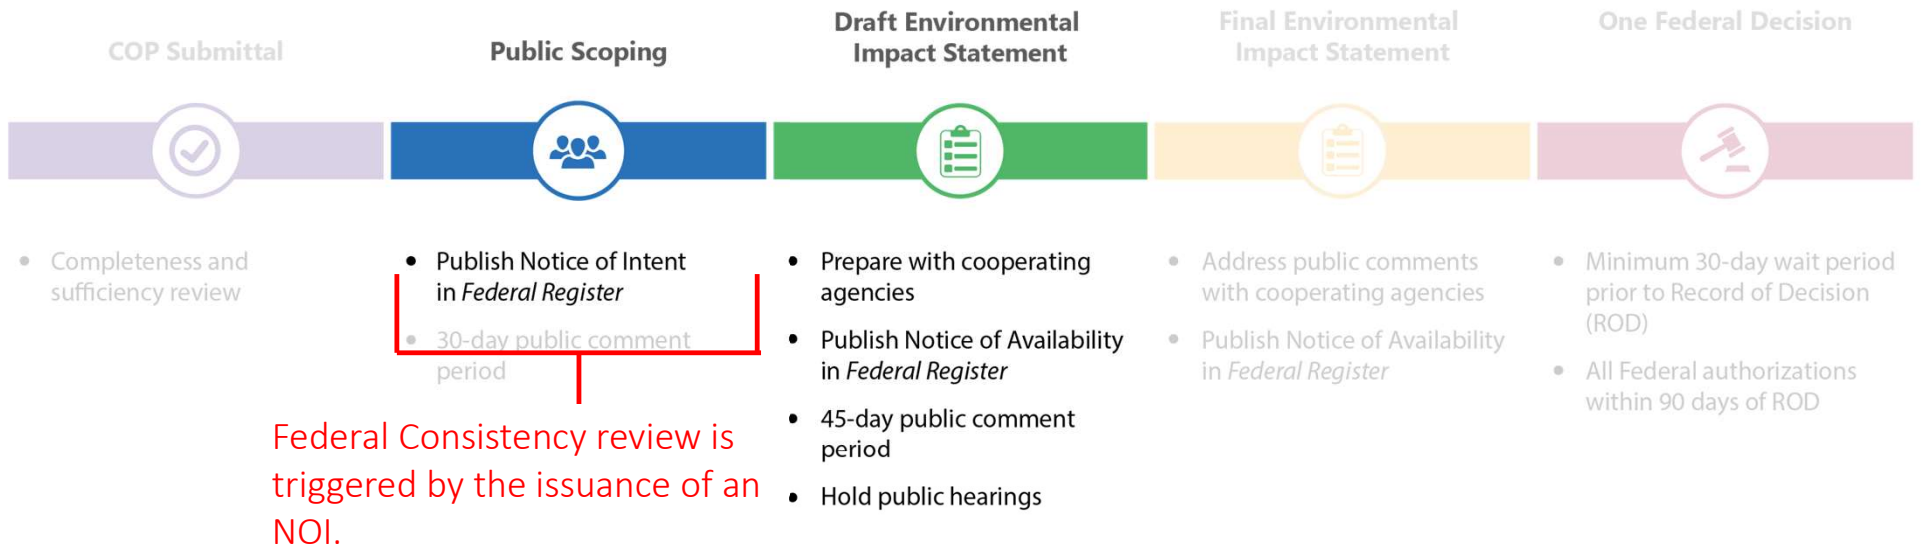 COP Submittal
Public Scoping
Draft Environmental
Impact Statement
Final Environmental
Impact Statement
One Federal Decision
• Completeness and
sufficiency review
• Publish Notice of Intent
in Federal Register
• 30-day public comment
period
Federal Consistency review is
triggered by the issuance of an
NOI.
• Prepare with cooperating
agencies
• Publish Notice of Availability
in Federal Register
• 45-day public comment
period
• Hold public hearings
• Address public comments
with cooperating agencies
• Publish Notice of Availability
in Federal Register
• Minimum 30-day wait period
prior to Record of Decision
(ROD)
• All Federal authorizations
within 90 days of ROD